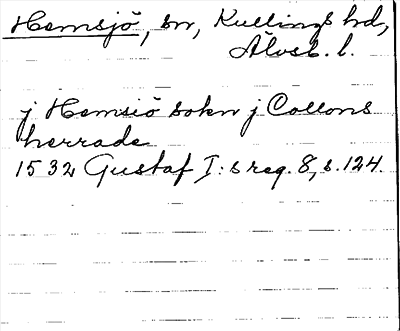 Hemsjö, sn, Kullings hd,
Älvsb. l.
j Hemsiö sokn j Collons
herrade
1532 Gustaf I:s reg. 8, s. 124.